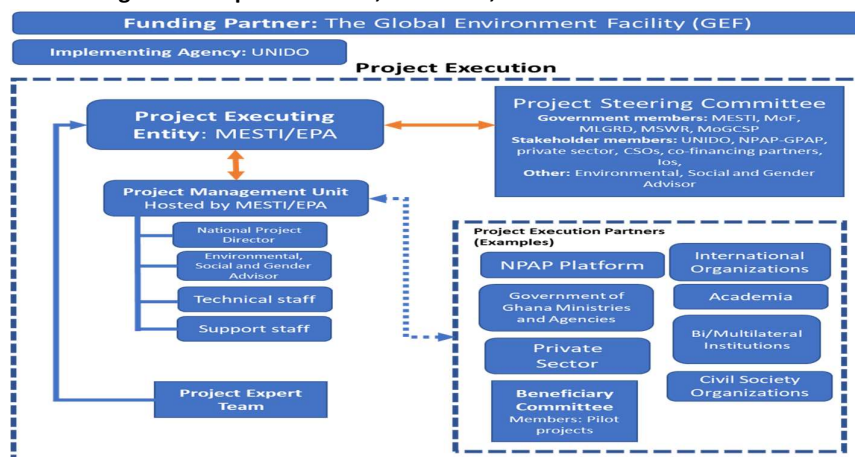 Funding Partner: The Global Environment Facility (GEF)
Implementing Agency: UNIDO
Project Execution
Project Executing
Entity: MESTI/EPA
Project Steering Committee
Government members: MESTI, MoF,
MLGRD, MSWR, MoGCSP
Stakeholder members: UNIDO, NPAP-GPAP,
private sector, CSOs, co-financing partners,
Ios,
Other: Environmental, Social and Gender
Advisor
Project Management Unit
Hosted by MESTI/EPA
National Project
Director
Environmental,
Social and Gender
Advisor
Technical staff
Support staff
Project Expert
Team
Project Execution Partners
(Examples)
NPAP Platform
International
Organizations
Government of
Ghana Ministries
and Agencies
Academia
Private
Sector
Bi/Multilateral
Institutions
Beneficiary
Committee
Members: Pilot
projects
Civil Society
Organizations